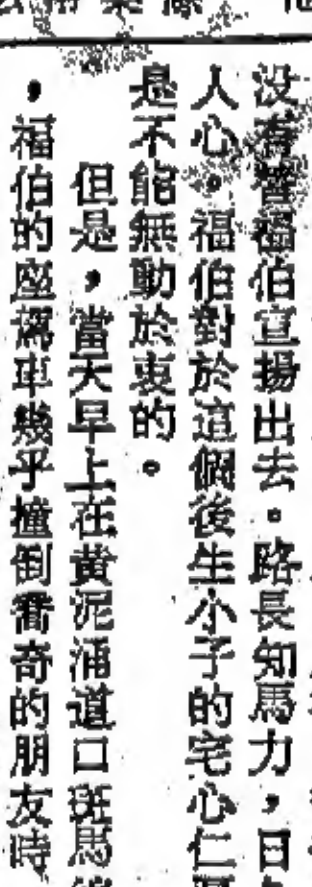 沒有替福伯宣揚出去。路長知馬力，日
人心。福伯對於這個後生小子的宅心仁厚
是不能無動於衷的。
但是，當天早上在黃泥涌道口斑馬
，福伯的座駕車幾乎撞倒喬奇的朋友時